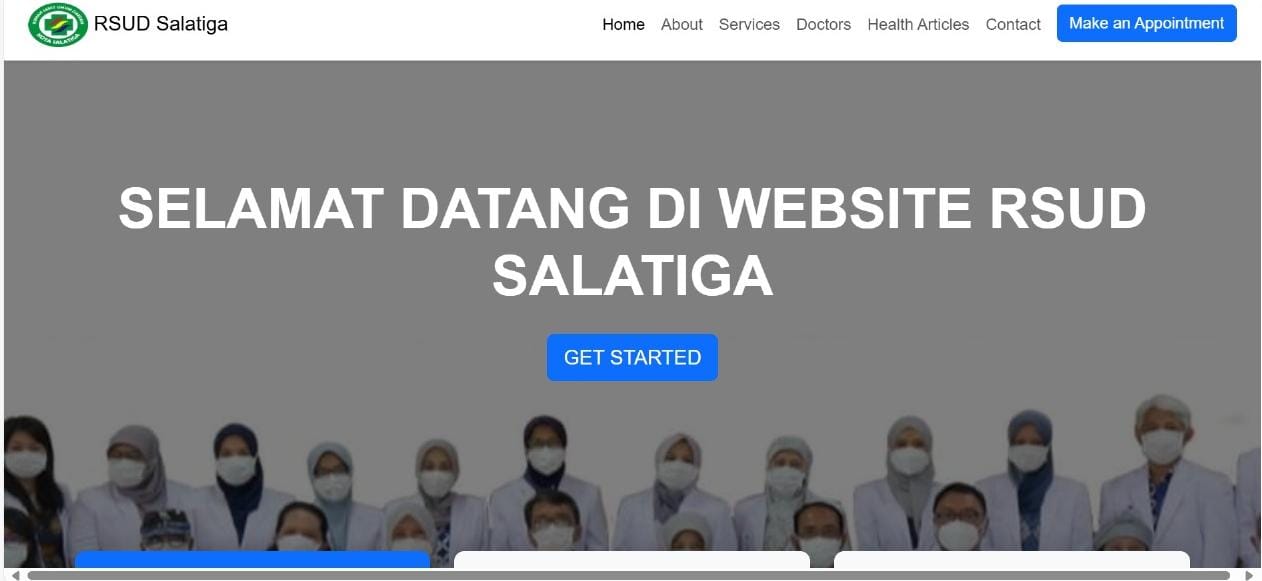 RSUD Salatiga
Home
About
Services
Doctors
Health Articles
Contact
Make an Appointment
SELAMAT DATANG DI WEBSITE RSUD
SALATIGA
GET STARTED